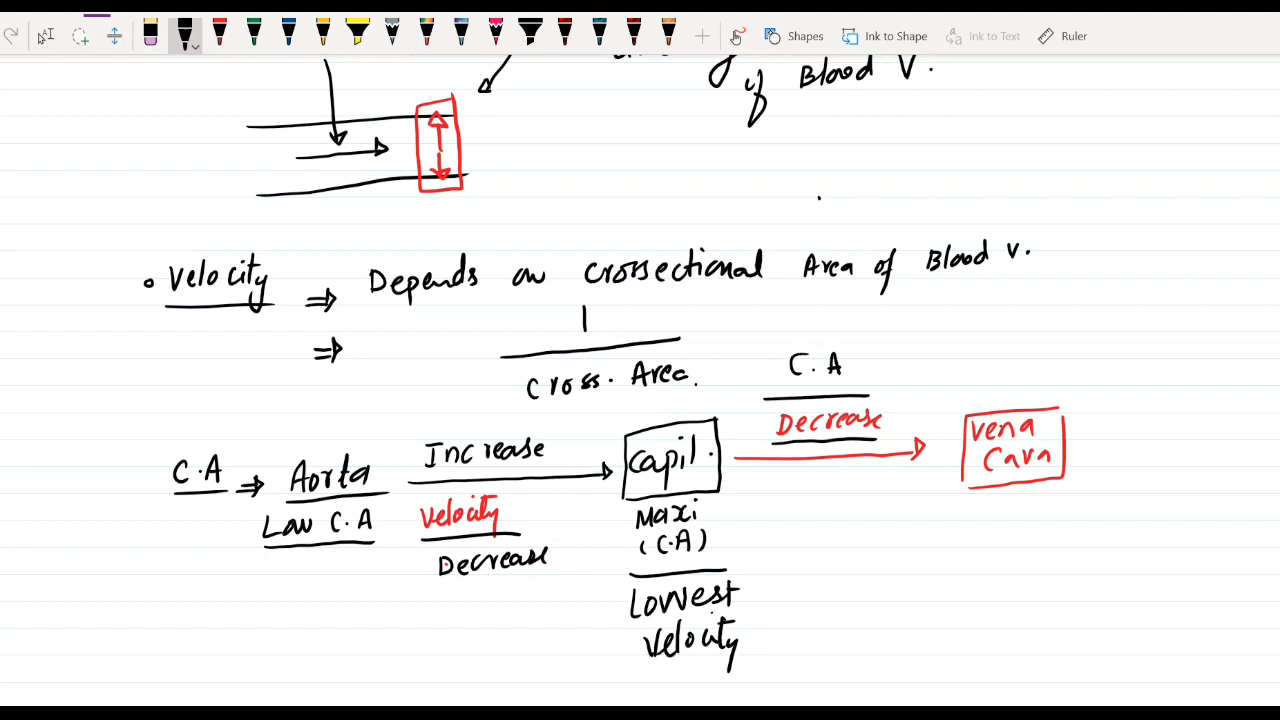 Shapes
Ink to Shape
Ink to Text
Ruler
of Blood V.
Velocity ⇒ Depends on Crossectional Area of Blood V.
⇒ 1
Cross. Area.
C.A
Decrease
C.A ⇒ Aorta
Low C.A
Increase
Velocity
Decrease
Capil.
Maxi
(C.A)
Lowest
Velocity
Vena
Cava